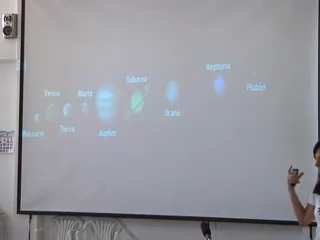 Mercurio
Venus
Tierra
Marte
Jupiter
Saturno
Urano
Neptuno
Plutón